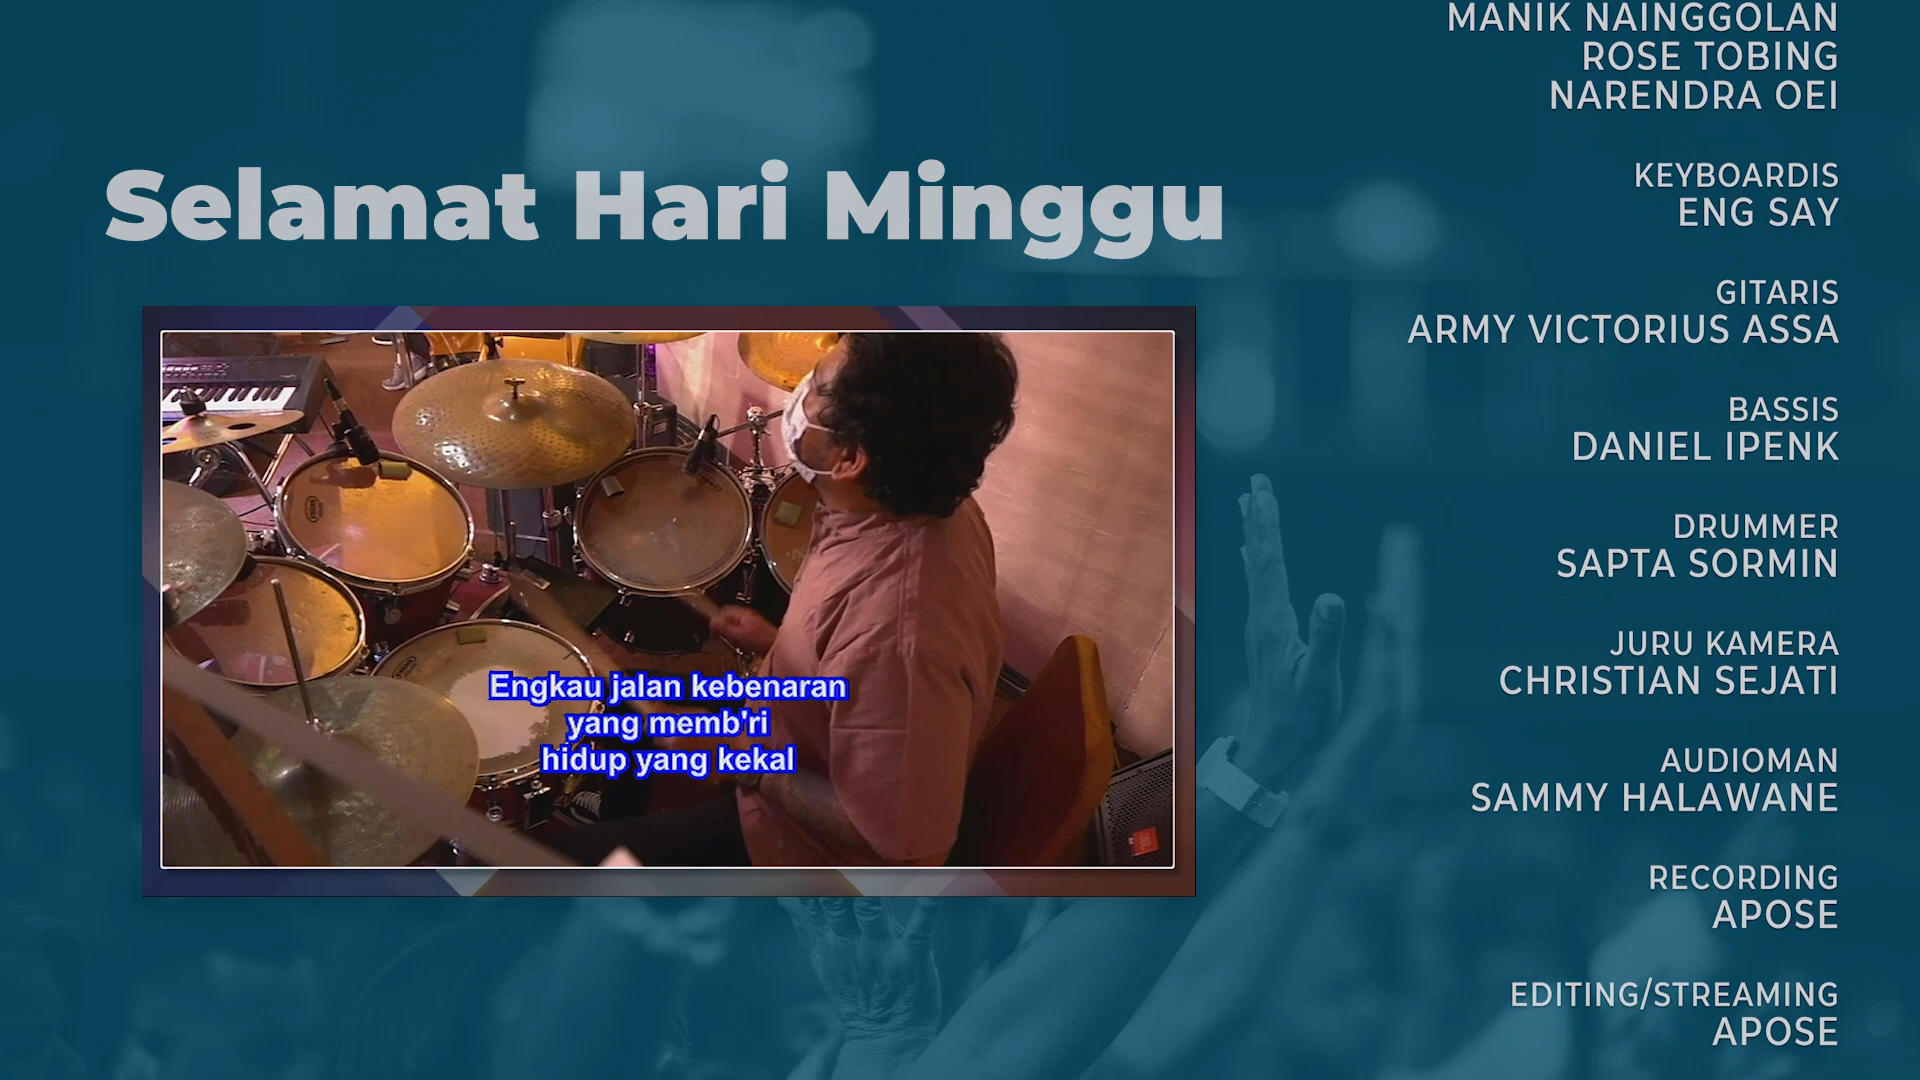 Selamat Hari Minggu
Engkau jalan kebenaran
yang memb'ri
hidup yang kekal
MANIK NAINGGOLAN
ROSE TOBING
NARENDRA OEI
KEYBOARDIS
ENG SAY
GITARIS
ARMY VICTORIUS ASSA
BASSIS
DANIEL IPENK
DRUMMER
SAPTA SORMIN
JURU KAMERA
CHRISTIAN SEJATI
AUDIOMAN
SAMMY HALAWANE
RECORDING
APOSE
EDITING/STREAMING
APOSE